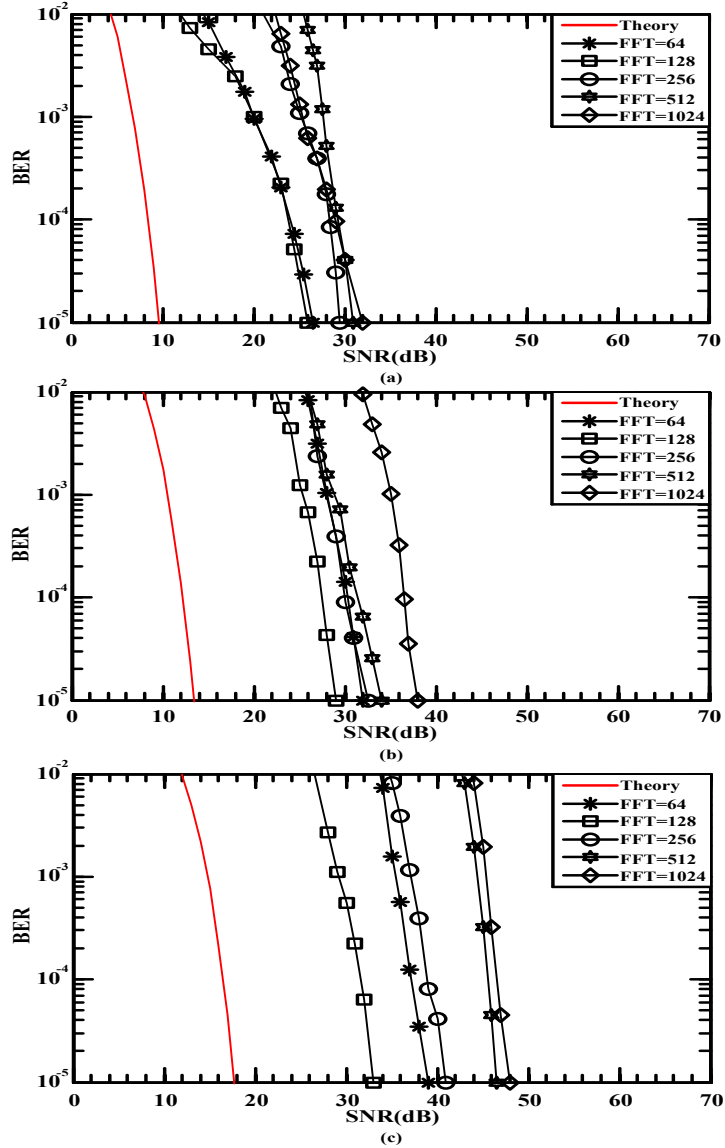 10^-2
10^-3
10^-4
10^-5
BER
Theory
FFT=64
FFT=128
FFT=256
FFT=512
FFT=1024
0 10 20 30 40 50 60 70
SNR(dB)
(a)
10^-2
10^-3
10^-4
10^-5
BER
Theory
FFT=64
FFT=128
FFT=256
FFT=512
FFT=1024
0 10 20 30 40 50 60 70
SNR(dB)
(b)
10^-2
10^-3
10^-4
10^-5
BER
Theory
FFT=64
FFT=128
FFT=256
FFT=512
FFT=1024
0 10 20 30 40 50 60 70
SNR(dB)
(c)